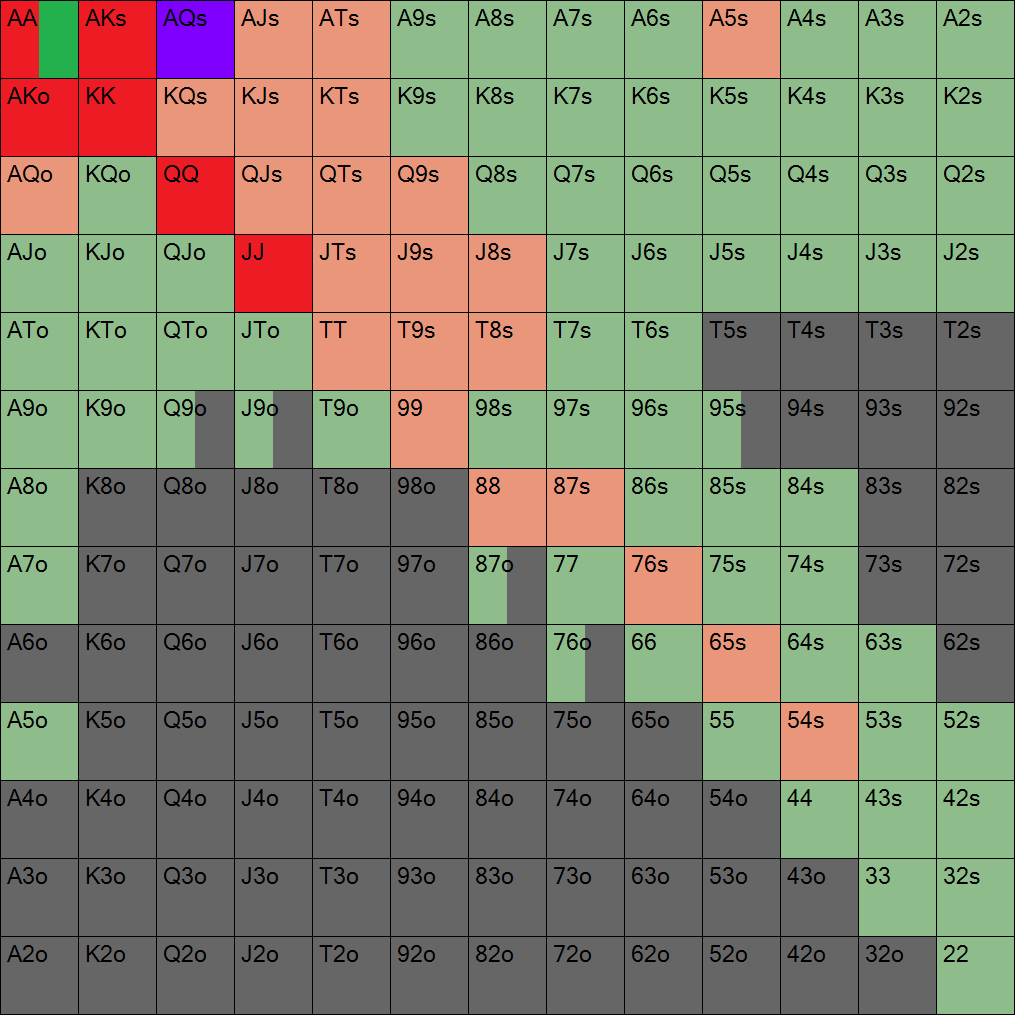 AA AKs AQs AJs ATs A9s A8s A7s A6s A5s A4s A3s A2s
AKo KK KQs KJs KTs K9s K8s K7s K6s K5s K4s K3s K2s
AQo KQo QQ QJs QTs Q9s Q8s Q7s Q6s Q5s Q4s Q3s Q2s
AJo KJo QJo JJ JTs J9s J8s J7s J6s J5s J4s J3s J2s
ATo KTo QTo JTo TT T9s T8s T7s T6s T5s T4s T3s T2s
A9o K9o Q9o J9o T9o 99 98s 97s 96s 95s 94s 93s 92s
A8o K8o Q8o J8o T8o 98o 88 87s 86s 85s 84s 83s 82s
A7o K7o Q7o J7o T7o 97o 87o 77 76s 75s 74s 73s 72s
A6o K6o Q6o J6o T6o 96o 86o 76o 66 65s 64s 63s 62s
A5o K5o Q5o J5o T5o 95o 85o 75o 65o 55 54s 53s 52s
A4o K4o Q4o J4o T4o 94o 84o 74o 64o 54o 44 43s 42s
A3o K3o Q3o J3o T3o 93o 83o 73o 63o 53o 43o 33 32s
A2o K2o Q2o J2o T2o 92o 82o 72o 62o 52o 42o 32o 22